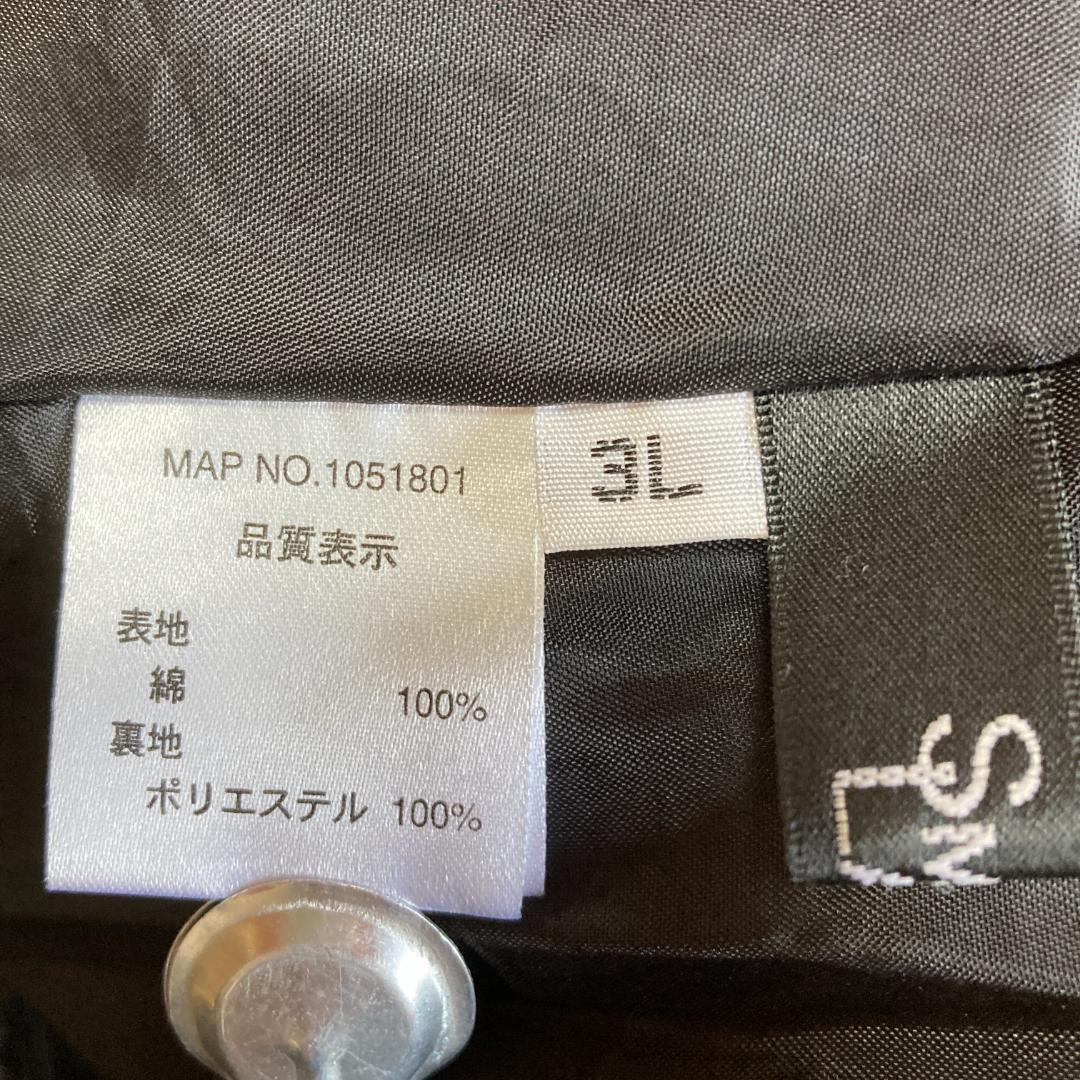 MAP NO.1051801
品質表示
表地
綿 100%
裏地
ポリエステル 100%
3L